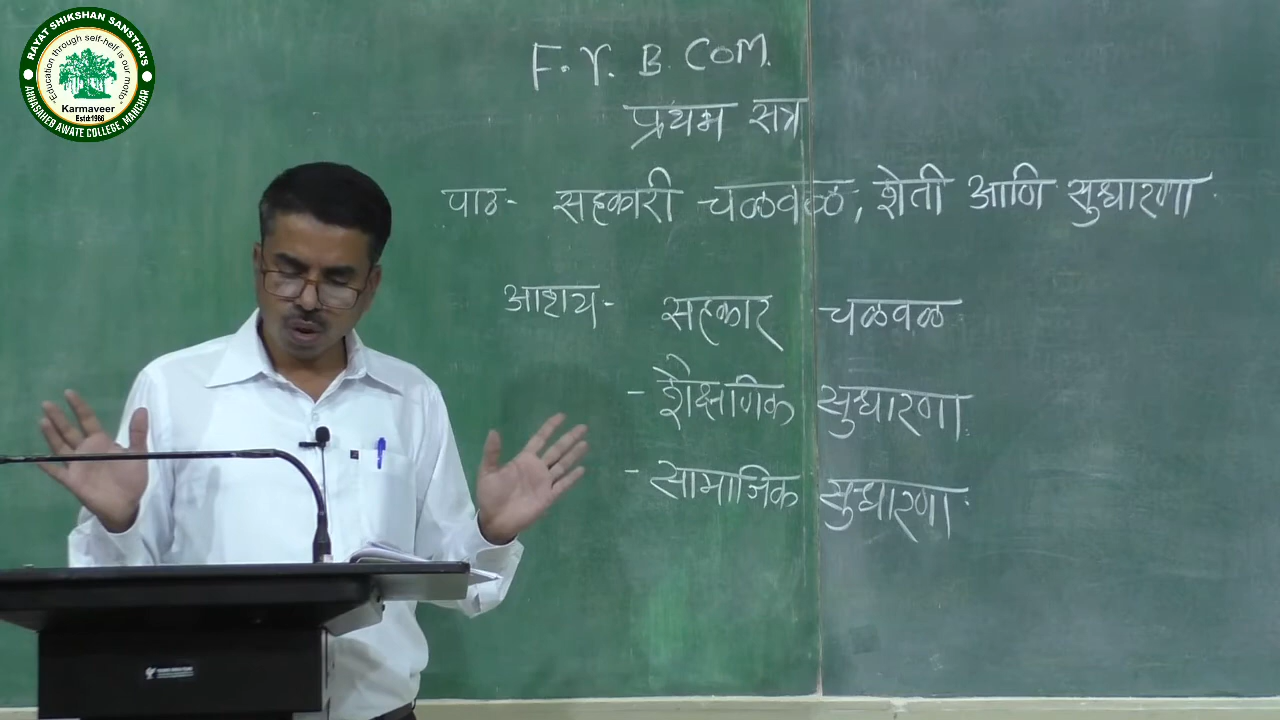 RAYAT SHIKSHAN SANSTHA'S
"Education through self-help is our motto"
Karmaveer
Estd:1966
ANNASAHEB AWATE COLLEGE, MANCHAR
F. Y. B. COM.
प्रथम सत्र
पाठ - सहकारी चळवळ, शेती आणि सुधारणा
आशय - सहकार चळवळ
- शैक्षणिक सुधारणा
- सामाजिक सुधारणा